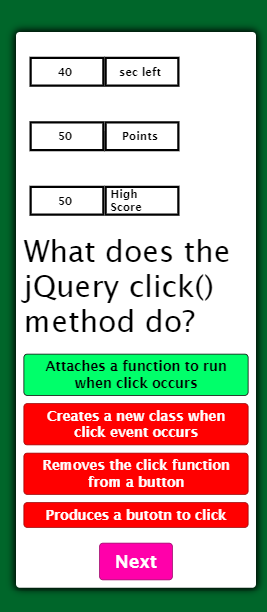 40 sec left
50 Points
50 High
Score
What does the
jQuery click()
method do?
Attaches a function to run
when click occurs
Creates a new class when
click event occurs
Removes the click function
from a button
Produces a butotn to click
Next